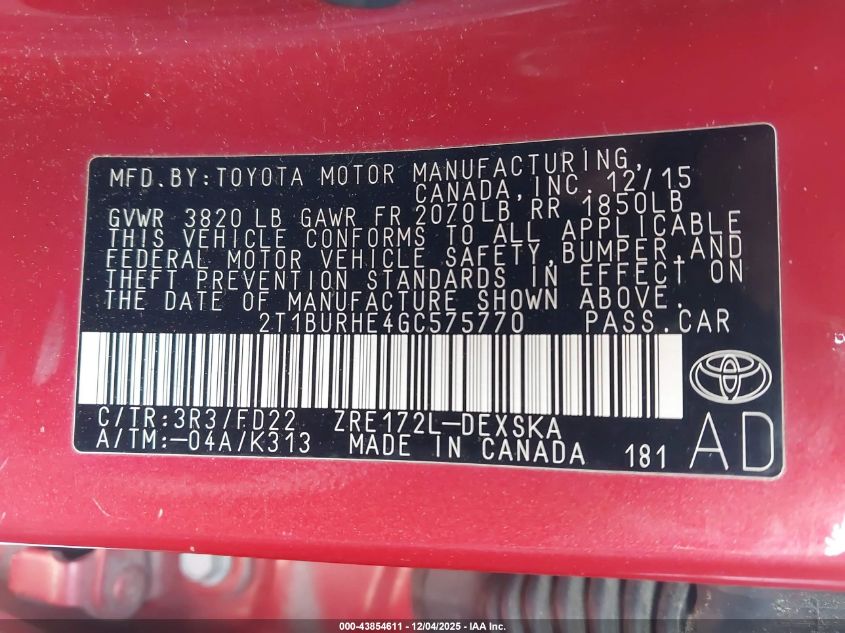 MFD.BY:TOYOTA MOTOR MANUFACTURING,
CANADA,INC. 12/15
GVWR 3820 LB GAWR FR 2070LB RR 1850LB
THIS VEHICLE CONFORMS TO ALL APPLICABLE
FEDERAL MOTOR VEHICLE SAFETY,BUMPER,AND
THEFT PREVENTION STANDARDS IN EFFECT ON
THE DATE OF MANUFACTURE SHOWN ABOVE.
2T1BURHE4GC575770 PASS.CAR
C/TR:3R3/FD22 ZRE172L-DEXSKA
A/TM:-04A/K313 MADE IN CANADA 181 AD
000-43854611 - 12/04/2025 - IAA Inc.